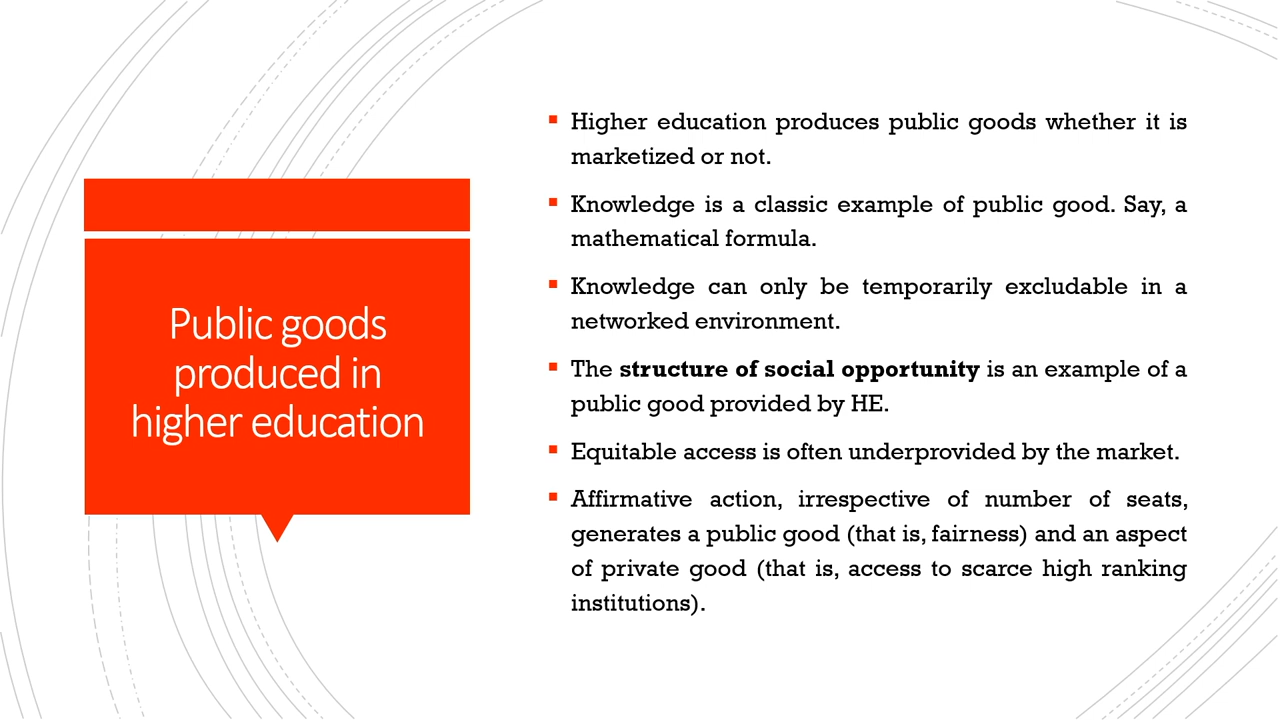 Public goods
produced in
higher education
Higher education produces public goods whether it is
marketized or not.
Knowledge is a classic example of public good. Say, a
mathematical formula.
Knowledge can only be temporarily excludable in a
networked environment.
The structure of social opportunity is an example of a
public good provided by HE.
Equitable access is often underprovided by the market.
Affirmative action, irrespective of number of seats,
generates a public good (that is, fairness) and an aspect
of private good (that is, access to scarce high ranking
institutions).